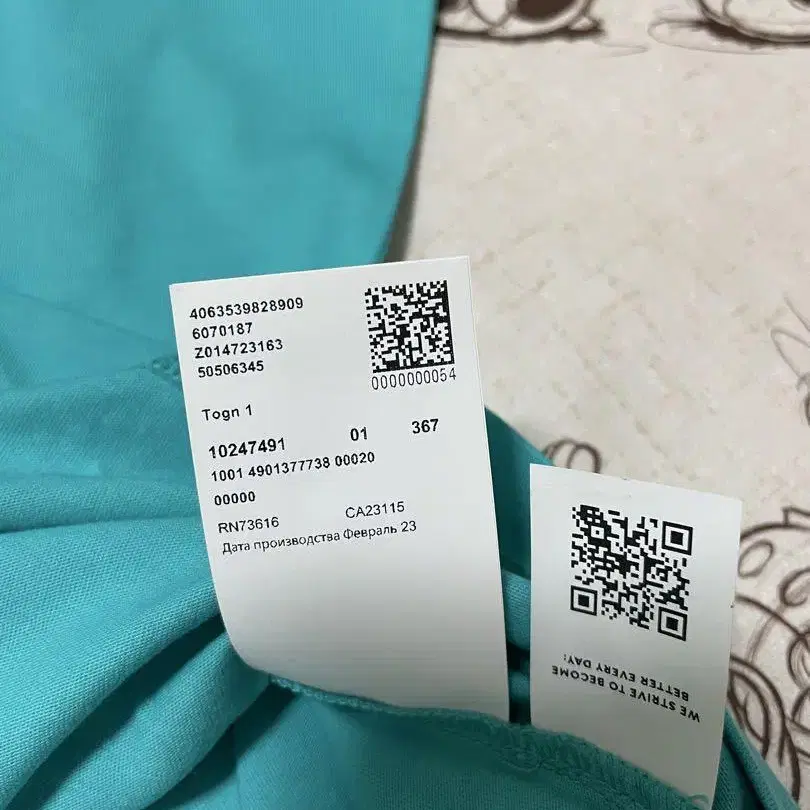 4063539828909
6070187
Z014723163
50506345
0000000054
Togn 1
10247491 01 367
1001 4901377738 00020
00000
RN73616 CA23115
Дата производства Февраль 23
WE STRIVE TO BECOME
BETTER EVERY DAY: